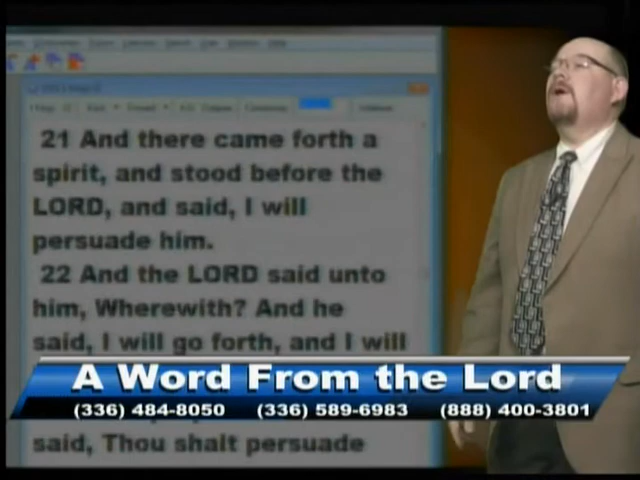 21 And there came forth a
spirit, and stood before the
LORD, and said, I will
persuade him.
22 And the LORD said unto
him, Wherewith? And he
said, I will go forth, and I will
A Word From the Lord
(336) 484-8050 (336) 589-6983 (888) 400-3801
said, Thou shalt persuade